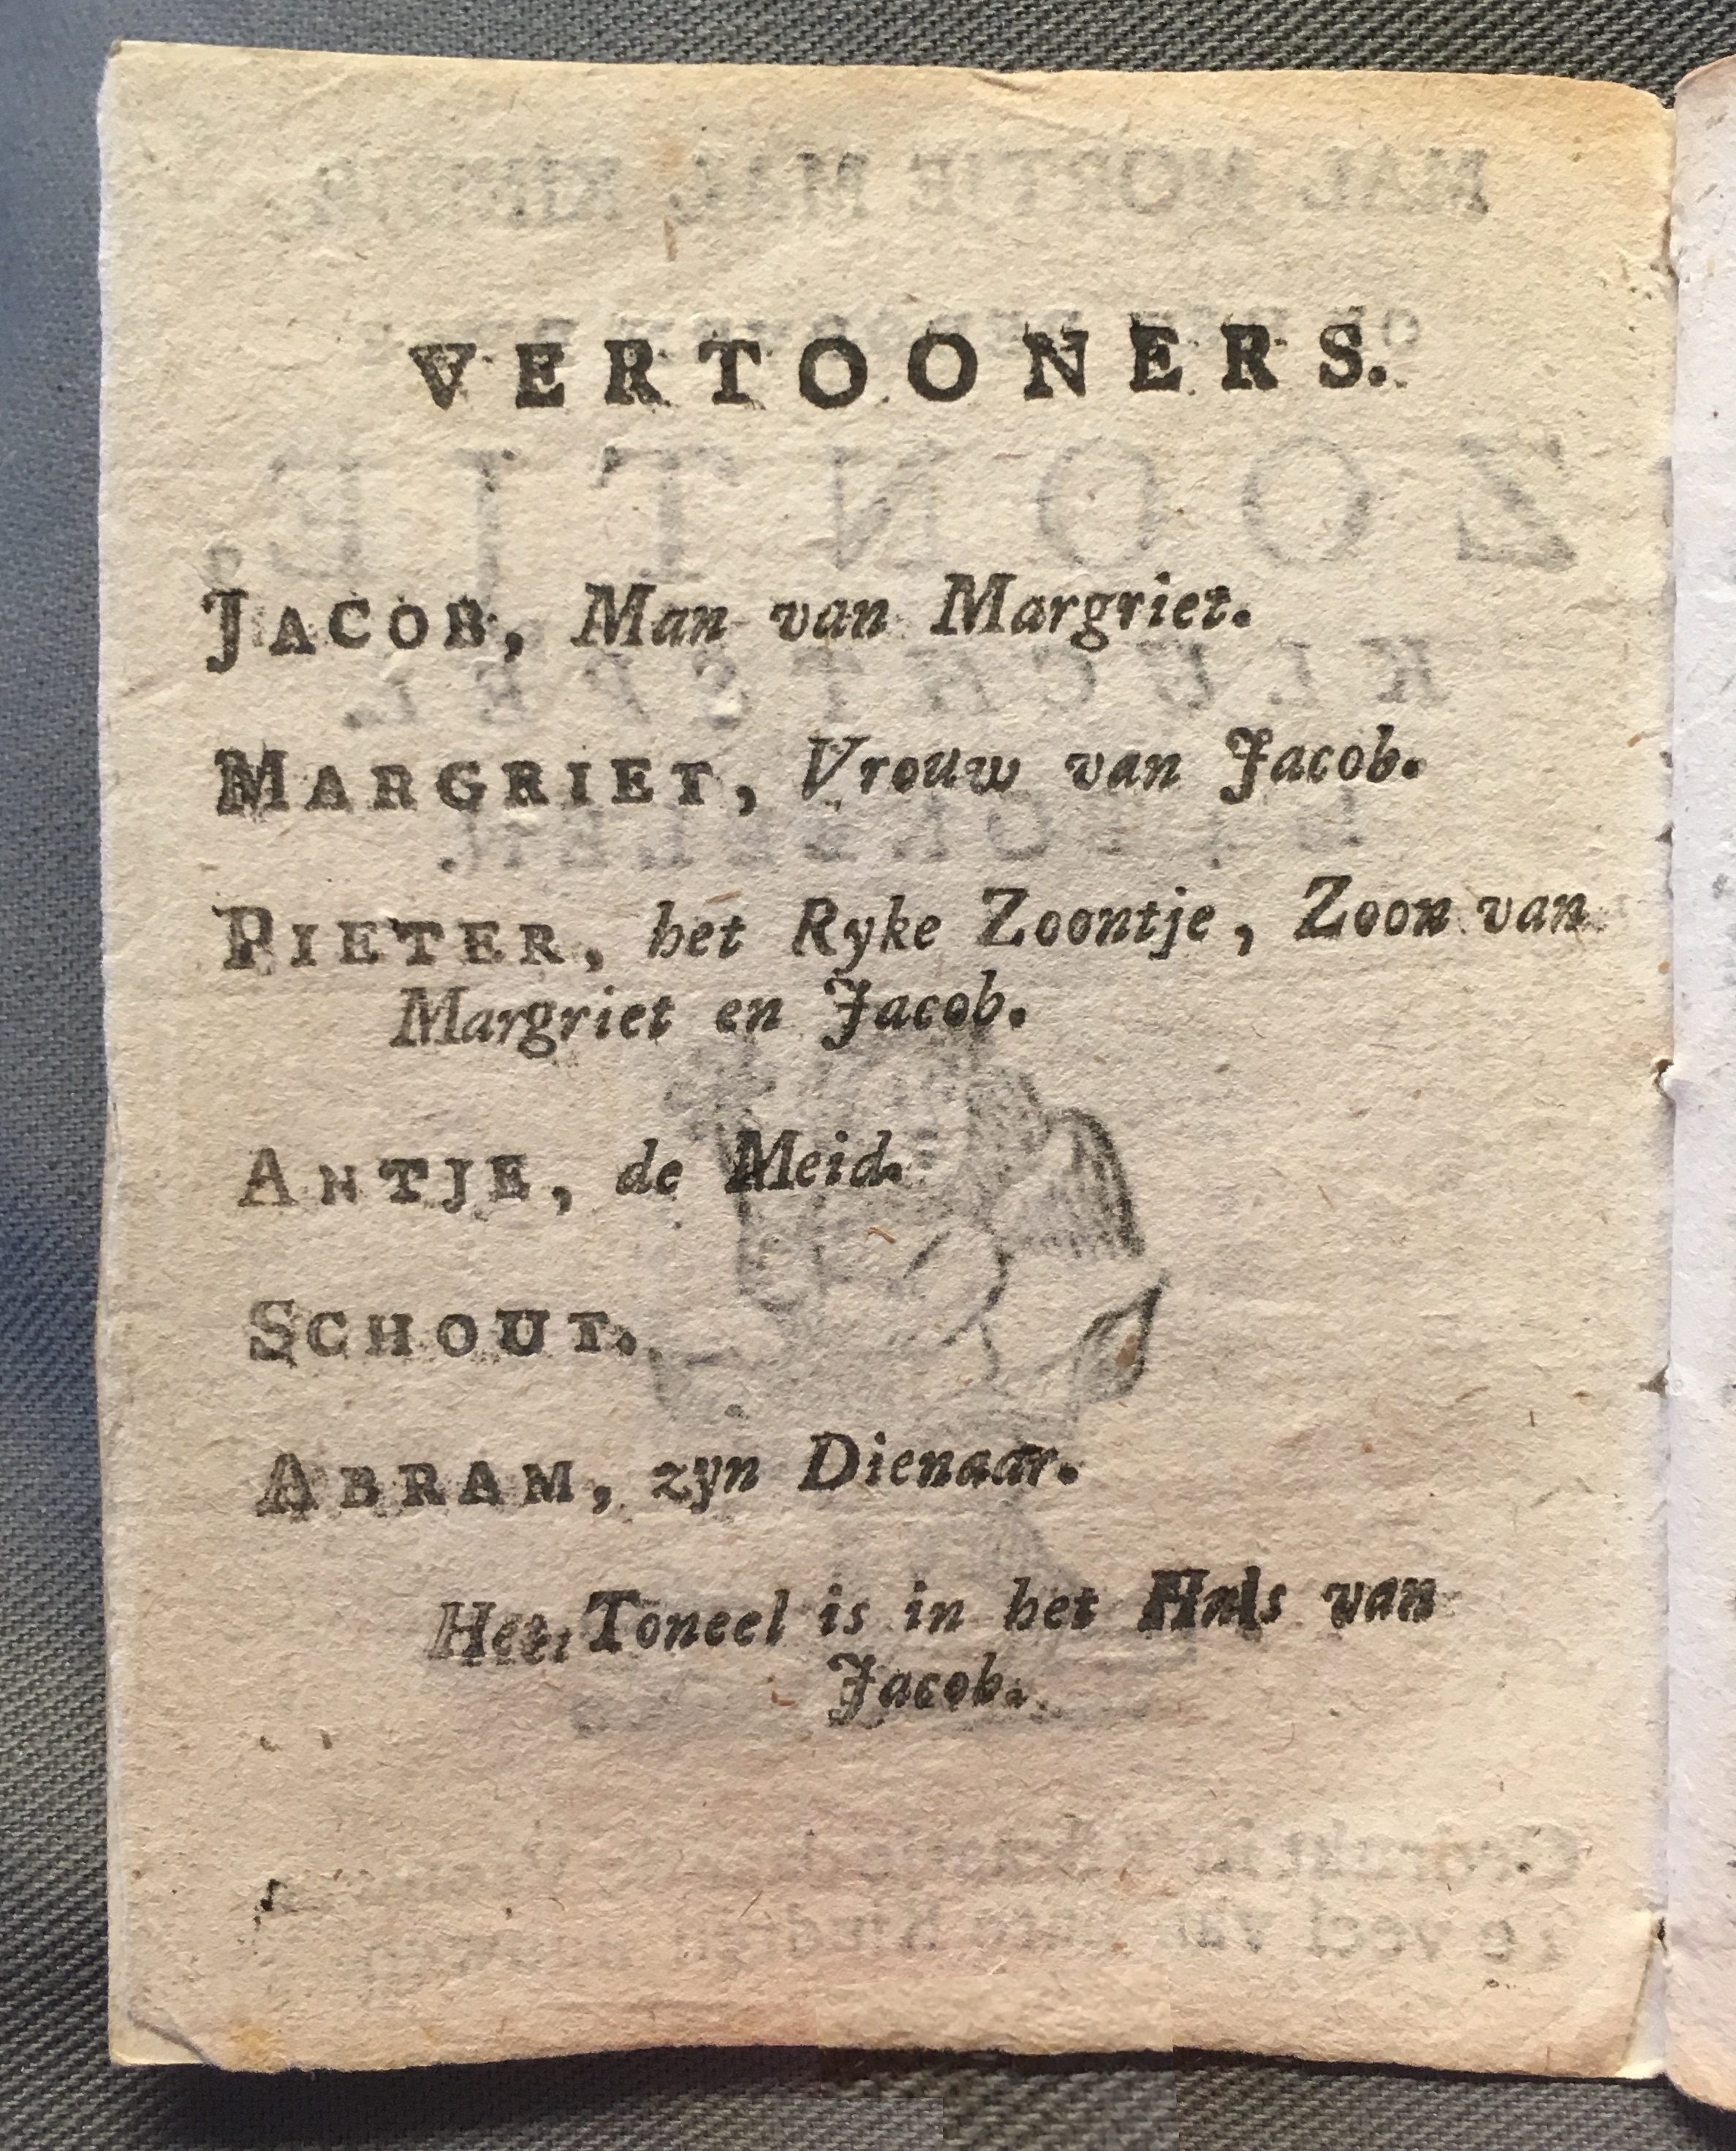 VERTOONERS.
JACOB, Man van Margriet.
MARGRIET, Vrouw van Jacob.
PIETER, het Ryke Zoontje, Zoon van
Margriet en Jacob.
ANTJE, de Meid.
SCHOUT.
ABRAM, zyn Dienaar.
Het Toneel is in het van
Jacob.